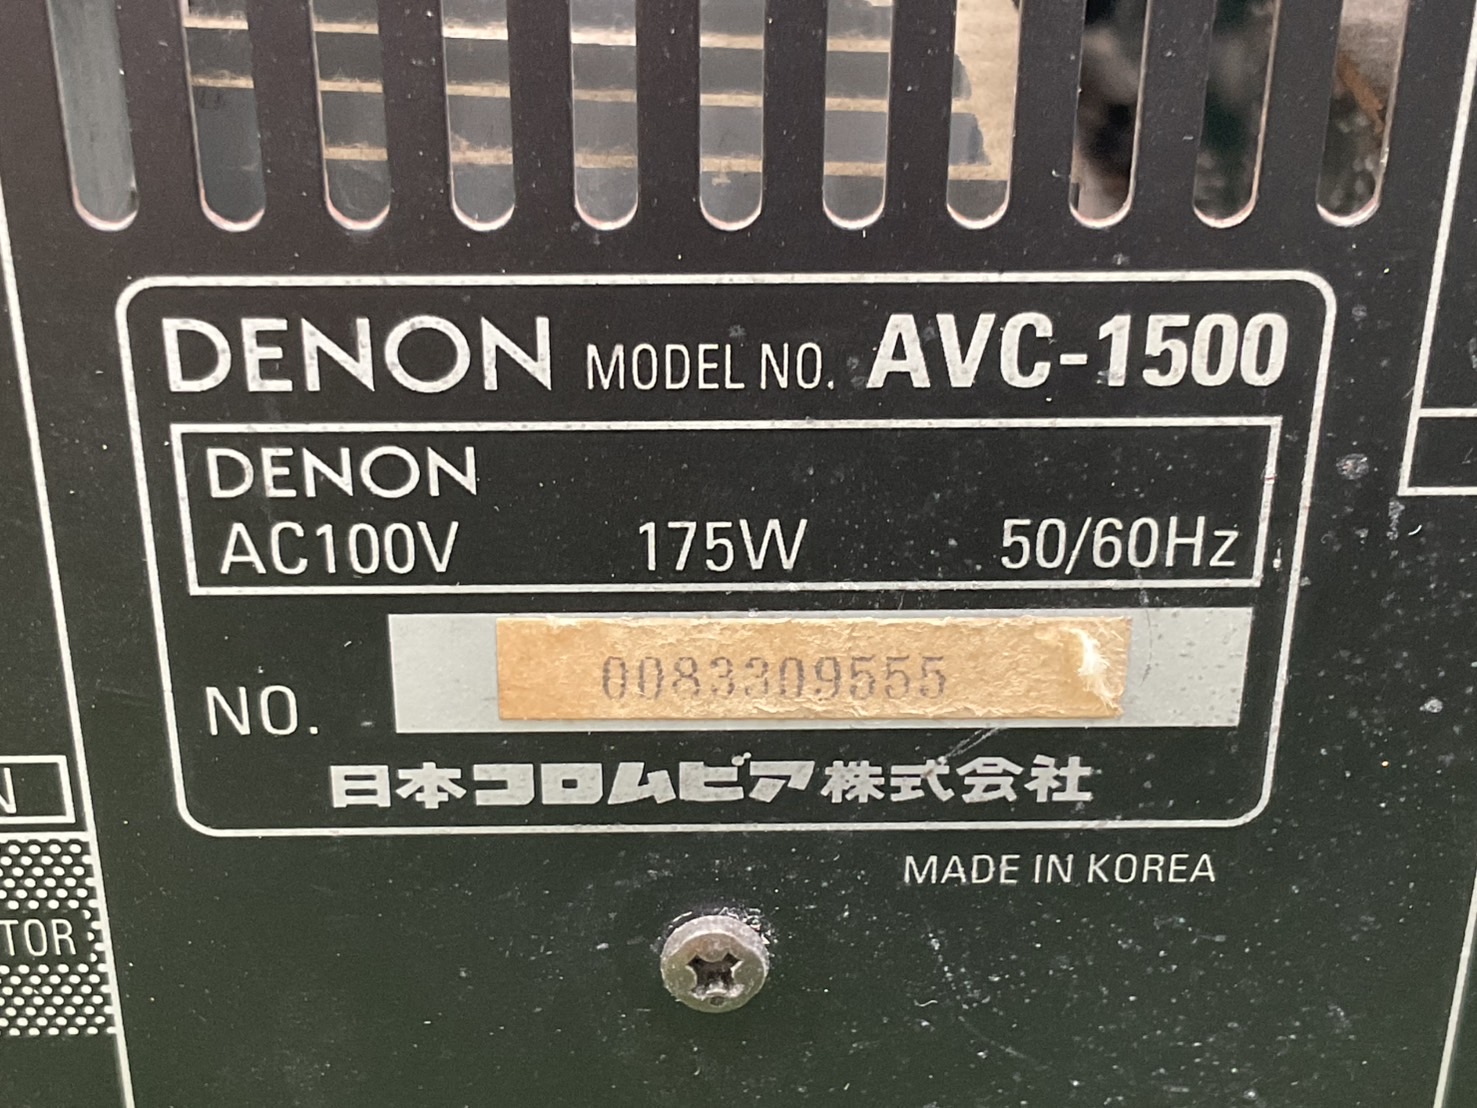 DENON MODEL NO. AVC-1500
DENON
AC100V 175W 50/60Hz
NO. 0083309555
日本コロムビア株式会社
MADE IN KOREA
N
TOR